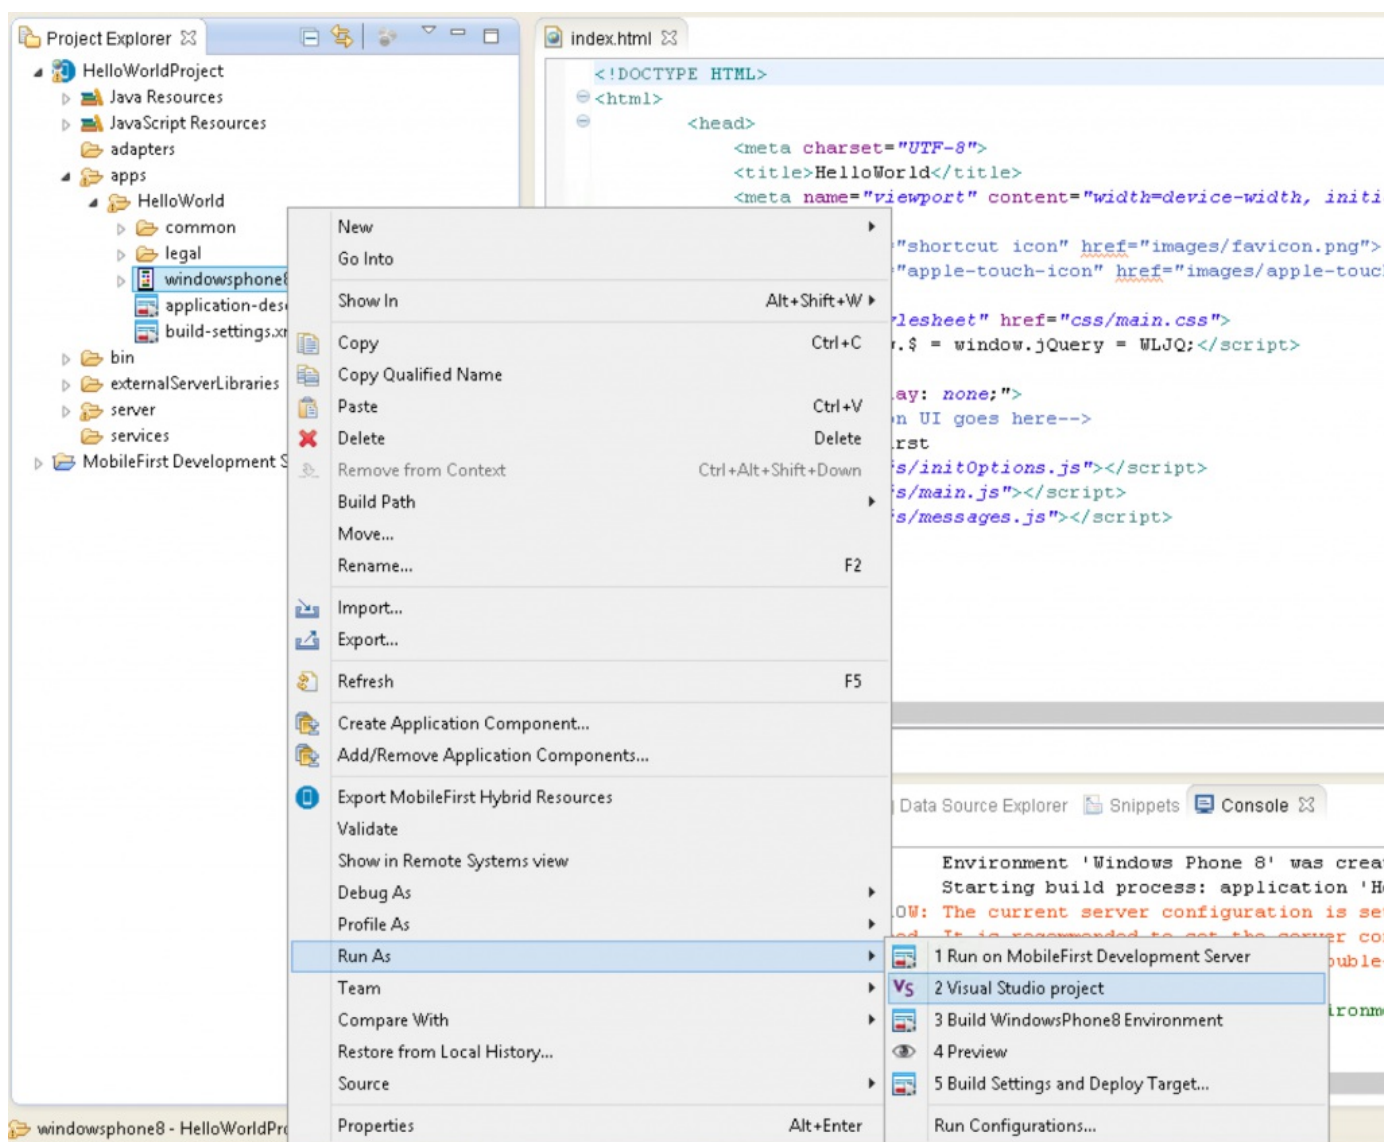 Project Explorer
HelloWorldProject
Java Resources
JavaScript Resources
adapters
apps
HelloWorld
common
legal
windowsphone8
application-des
build-settings.x
bin
externalServerLibraries
server
services
MobileFirst Development S
windowsphone8 - HelloWorldPro
index.html
<!DOCTYPE HTML>
<html>
<head>
<meta charset="UTF-8">
<title>HelloWorld</title>
<meta name="viewport" content="width=device-width, initi
"shortcut icon" href="images/favicon.png">
"apple-touch-icon" href="images/apple-touc
lesheet" href="css/main.css">
.$ = window.jQuery = WLJQ;</script>
ay: none;">
n UI goes here-->
rst
s/initOptions.js"></script>
s/main.js"></script>
s/messages.js"></script>
New
Go Into
Show In Alt+Shift+W
Copy Ctrl+C
Copy Qualified Name
Paste Ctrl+V
Delete Delete
Remove from Context Ctrl+Alt+Shift+Down
Build Path
Move...
Rename... F2
Import...
Export...
Refresh F5
Create Application Component...
Add/Remove Application Components...
Export MobileFirst Hybrid Resources
Validate
Show in Remote Systems view
Debug As
Profile As
Run As
Team
Compare With
Restore from Local History...
Source
Properties Alt+Enter
1 Run on MobileFirst Development Server
VS 2 Visual Studio project
3 Build WindowsPhone8 Environment
4 Preview
5 Build Settings and Deploy Target...
Run Configurations...
Data Source Explorer Snippets Console
Environment 'Windows Phone 8' was crea
Starting build process: application 'H
OW: The current server configuration is se
ouble-
ironm